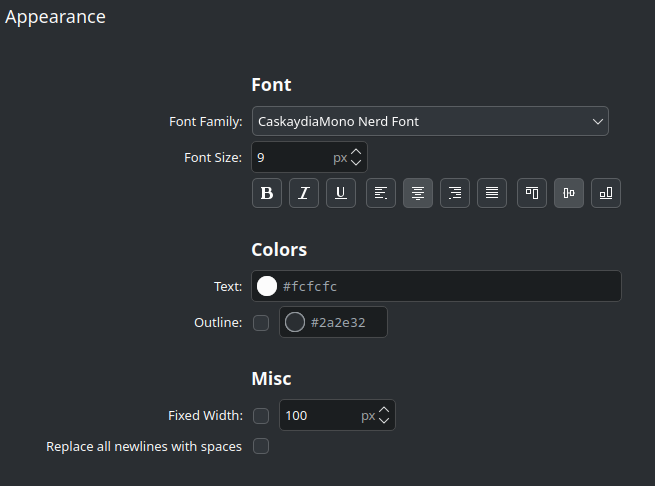 Appearance
Font
Font Family: CaskaydiaMono Nerd Font
Font Size: 9 px
B I U
Colors
Text: #fcfcfc
Outline: #2a2e32
Misc
Fixed Width: 100 px
Replace all newlines with spaces